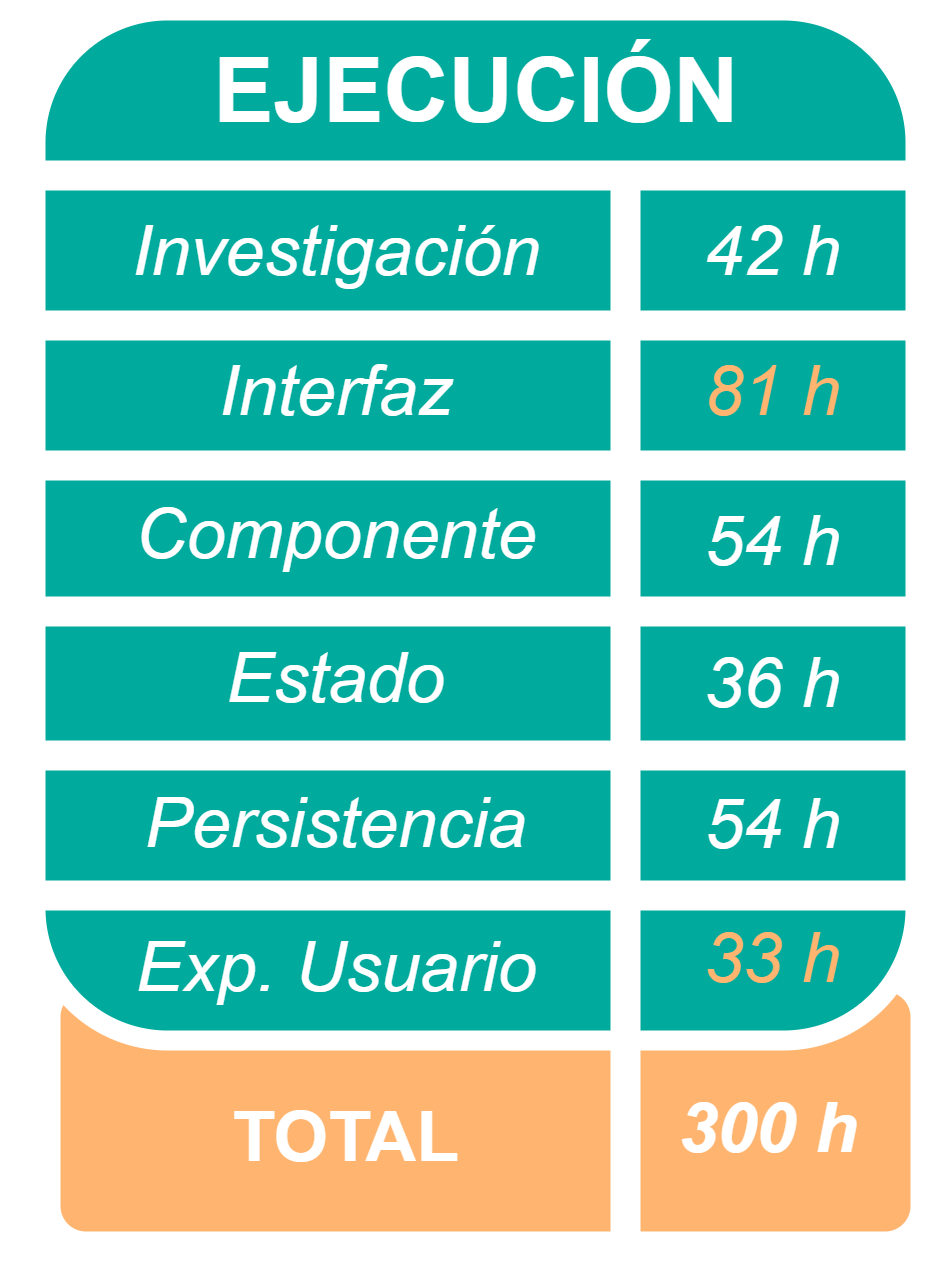 EJECUCIÓN
Investigación 42 h
Interfaz 81 h
Componente 54 h
Estado 36 h
Persistencia 54 h
Exp. Usuario 33 h
TOTAL 300 h